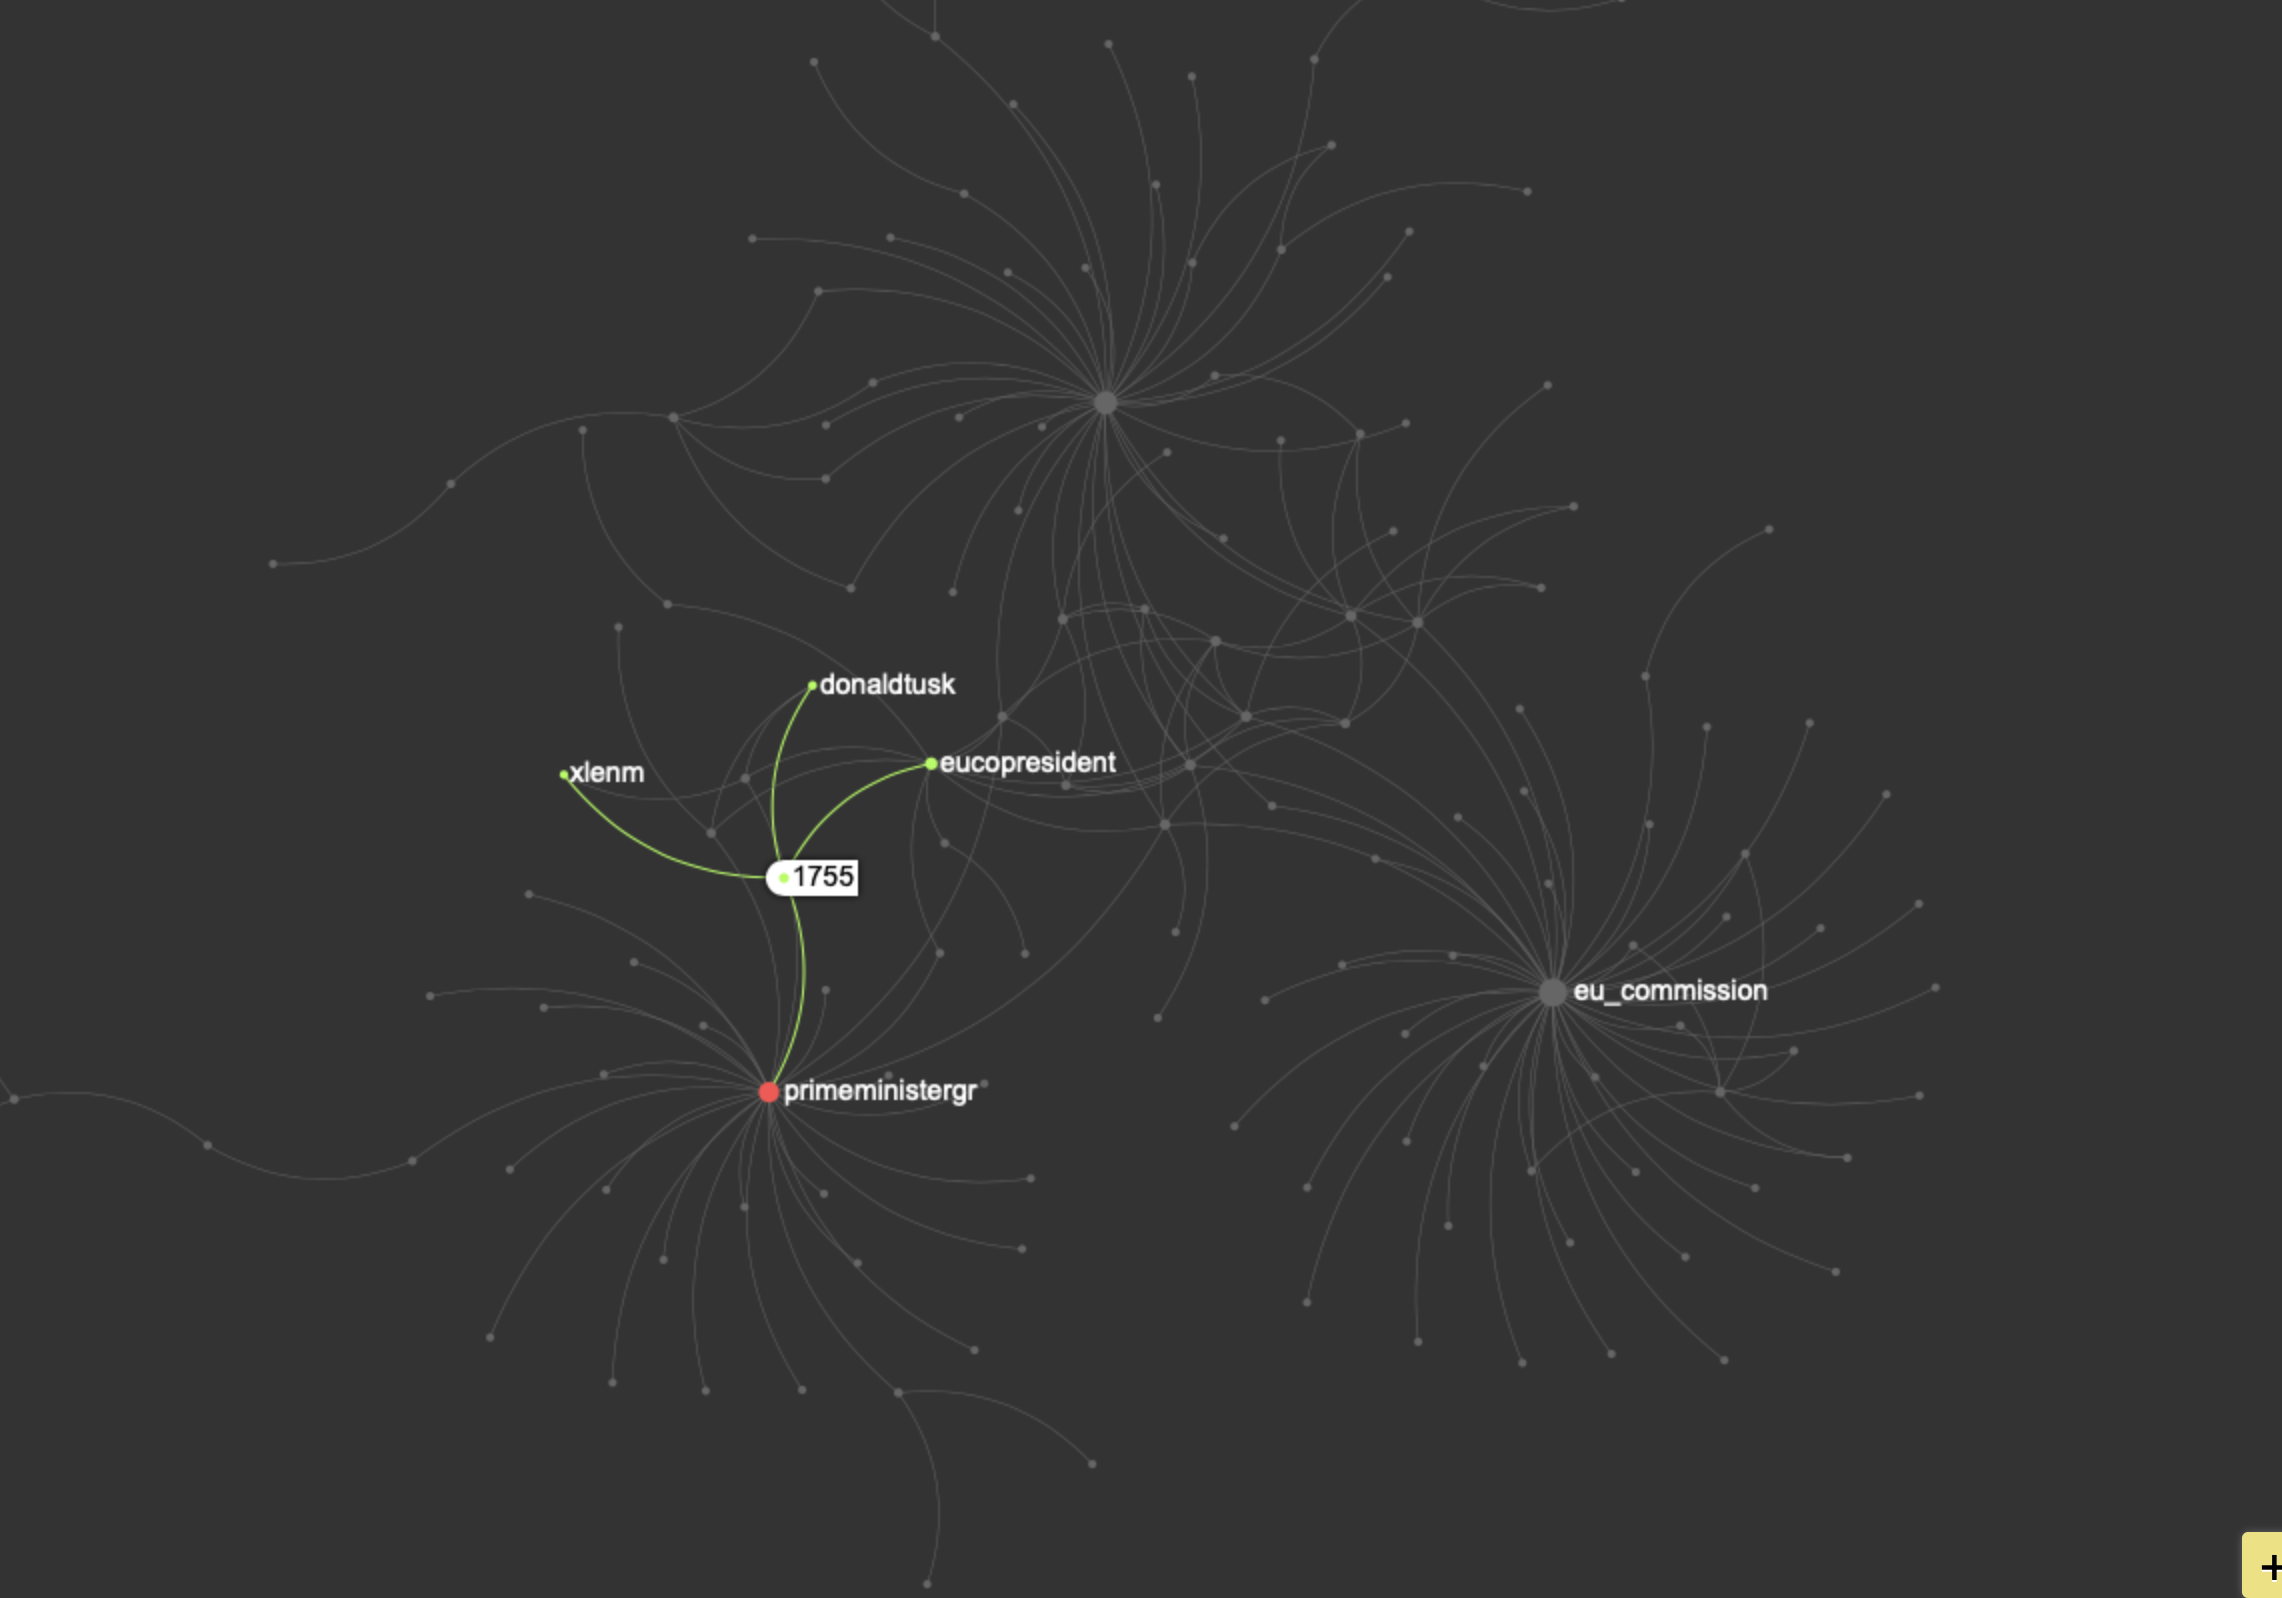 donaldtusk
eucopresident
xlenm
1755
eu_commission
primeministergr
+